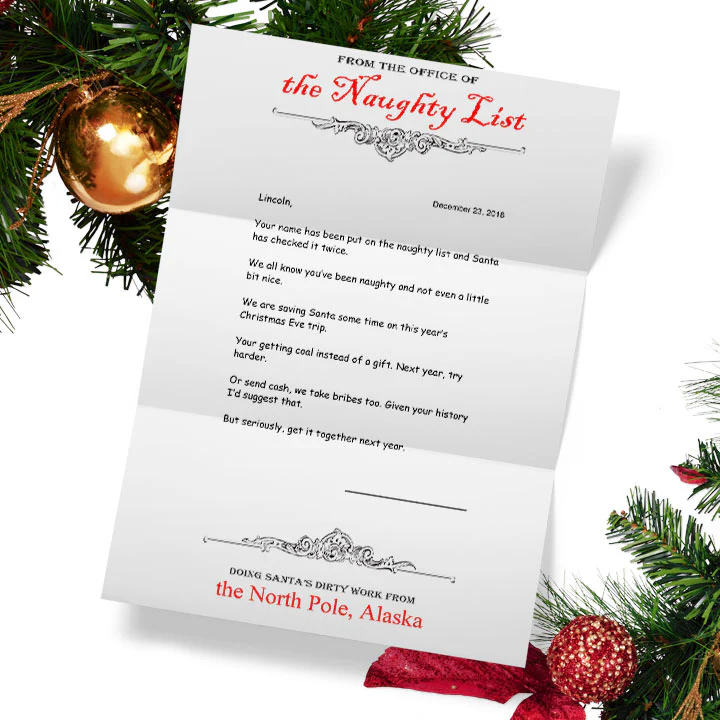 FROM THE OFFICE OF
the Naughty List
Lincoln,
December 23, 2018
Your name has been put on the naughty list and Santa
has checked it twice.
We all know you've been naughty and not even a little
bit nice.
We are saving Santa some time on this year's
Christmas Eve trip.
Your getting coal instead of a gift. Next year, try
harder.
Or send cash, we take bribes too. Given your history
I'd suggest that.
But seriously, get it together next year.
DOING SANTA'S DIRTY WORK FROM
the North Pole, Alaska